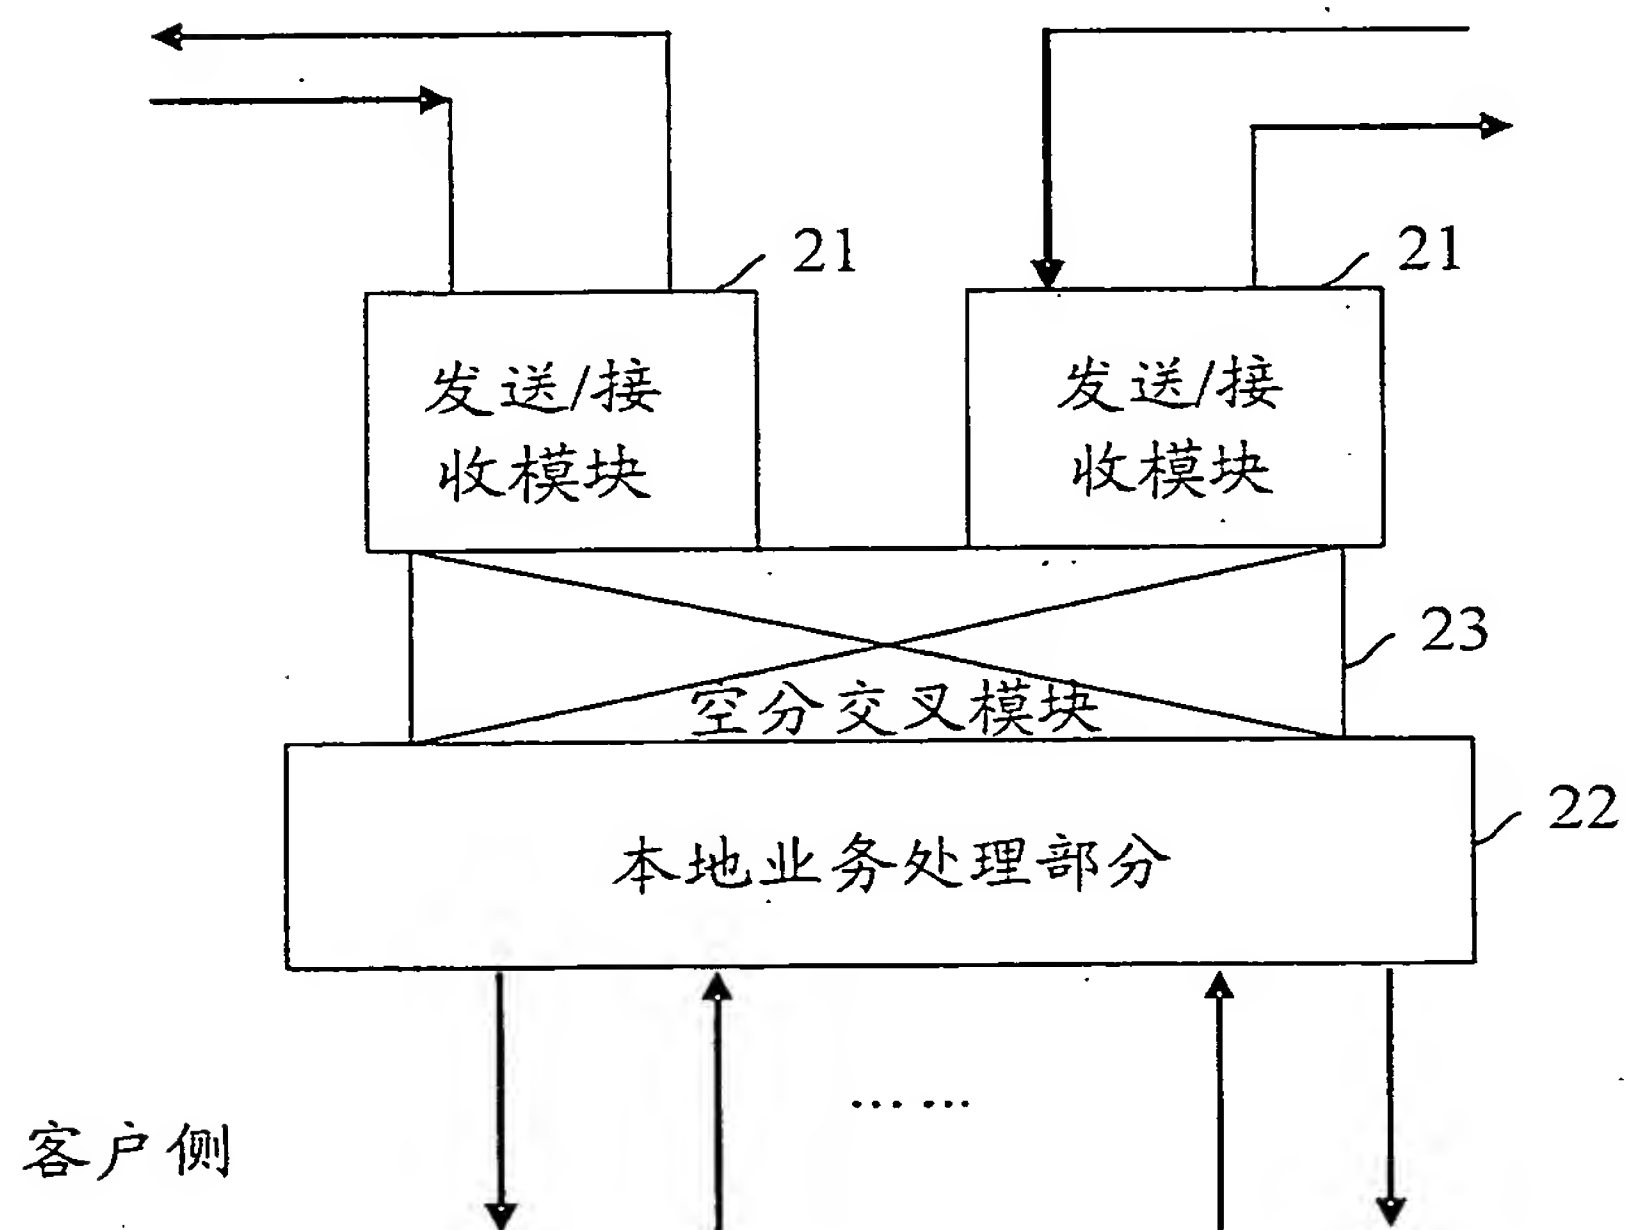 21
21
发送/接
收模块
发送/接
收模块
23
空分交叉模块
22
本地业务处理部分
……
客户侧